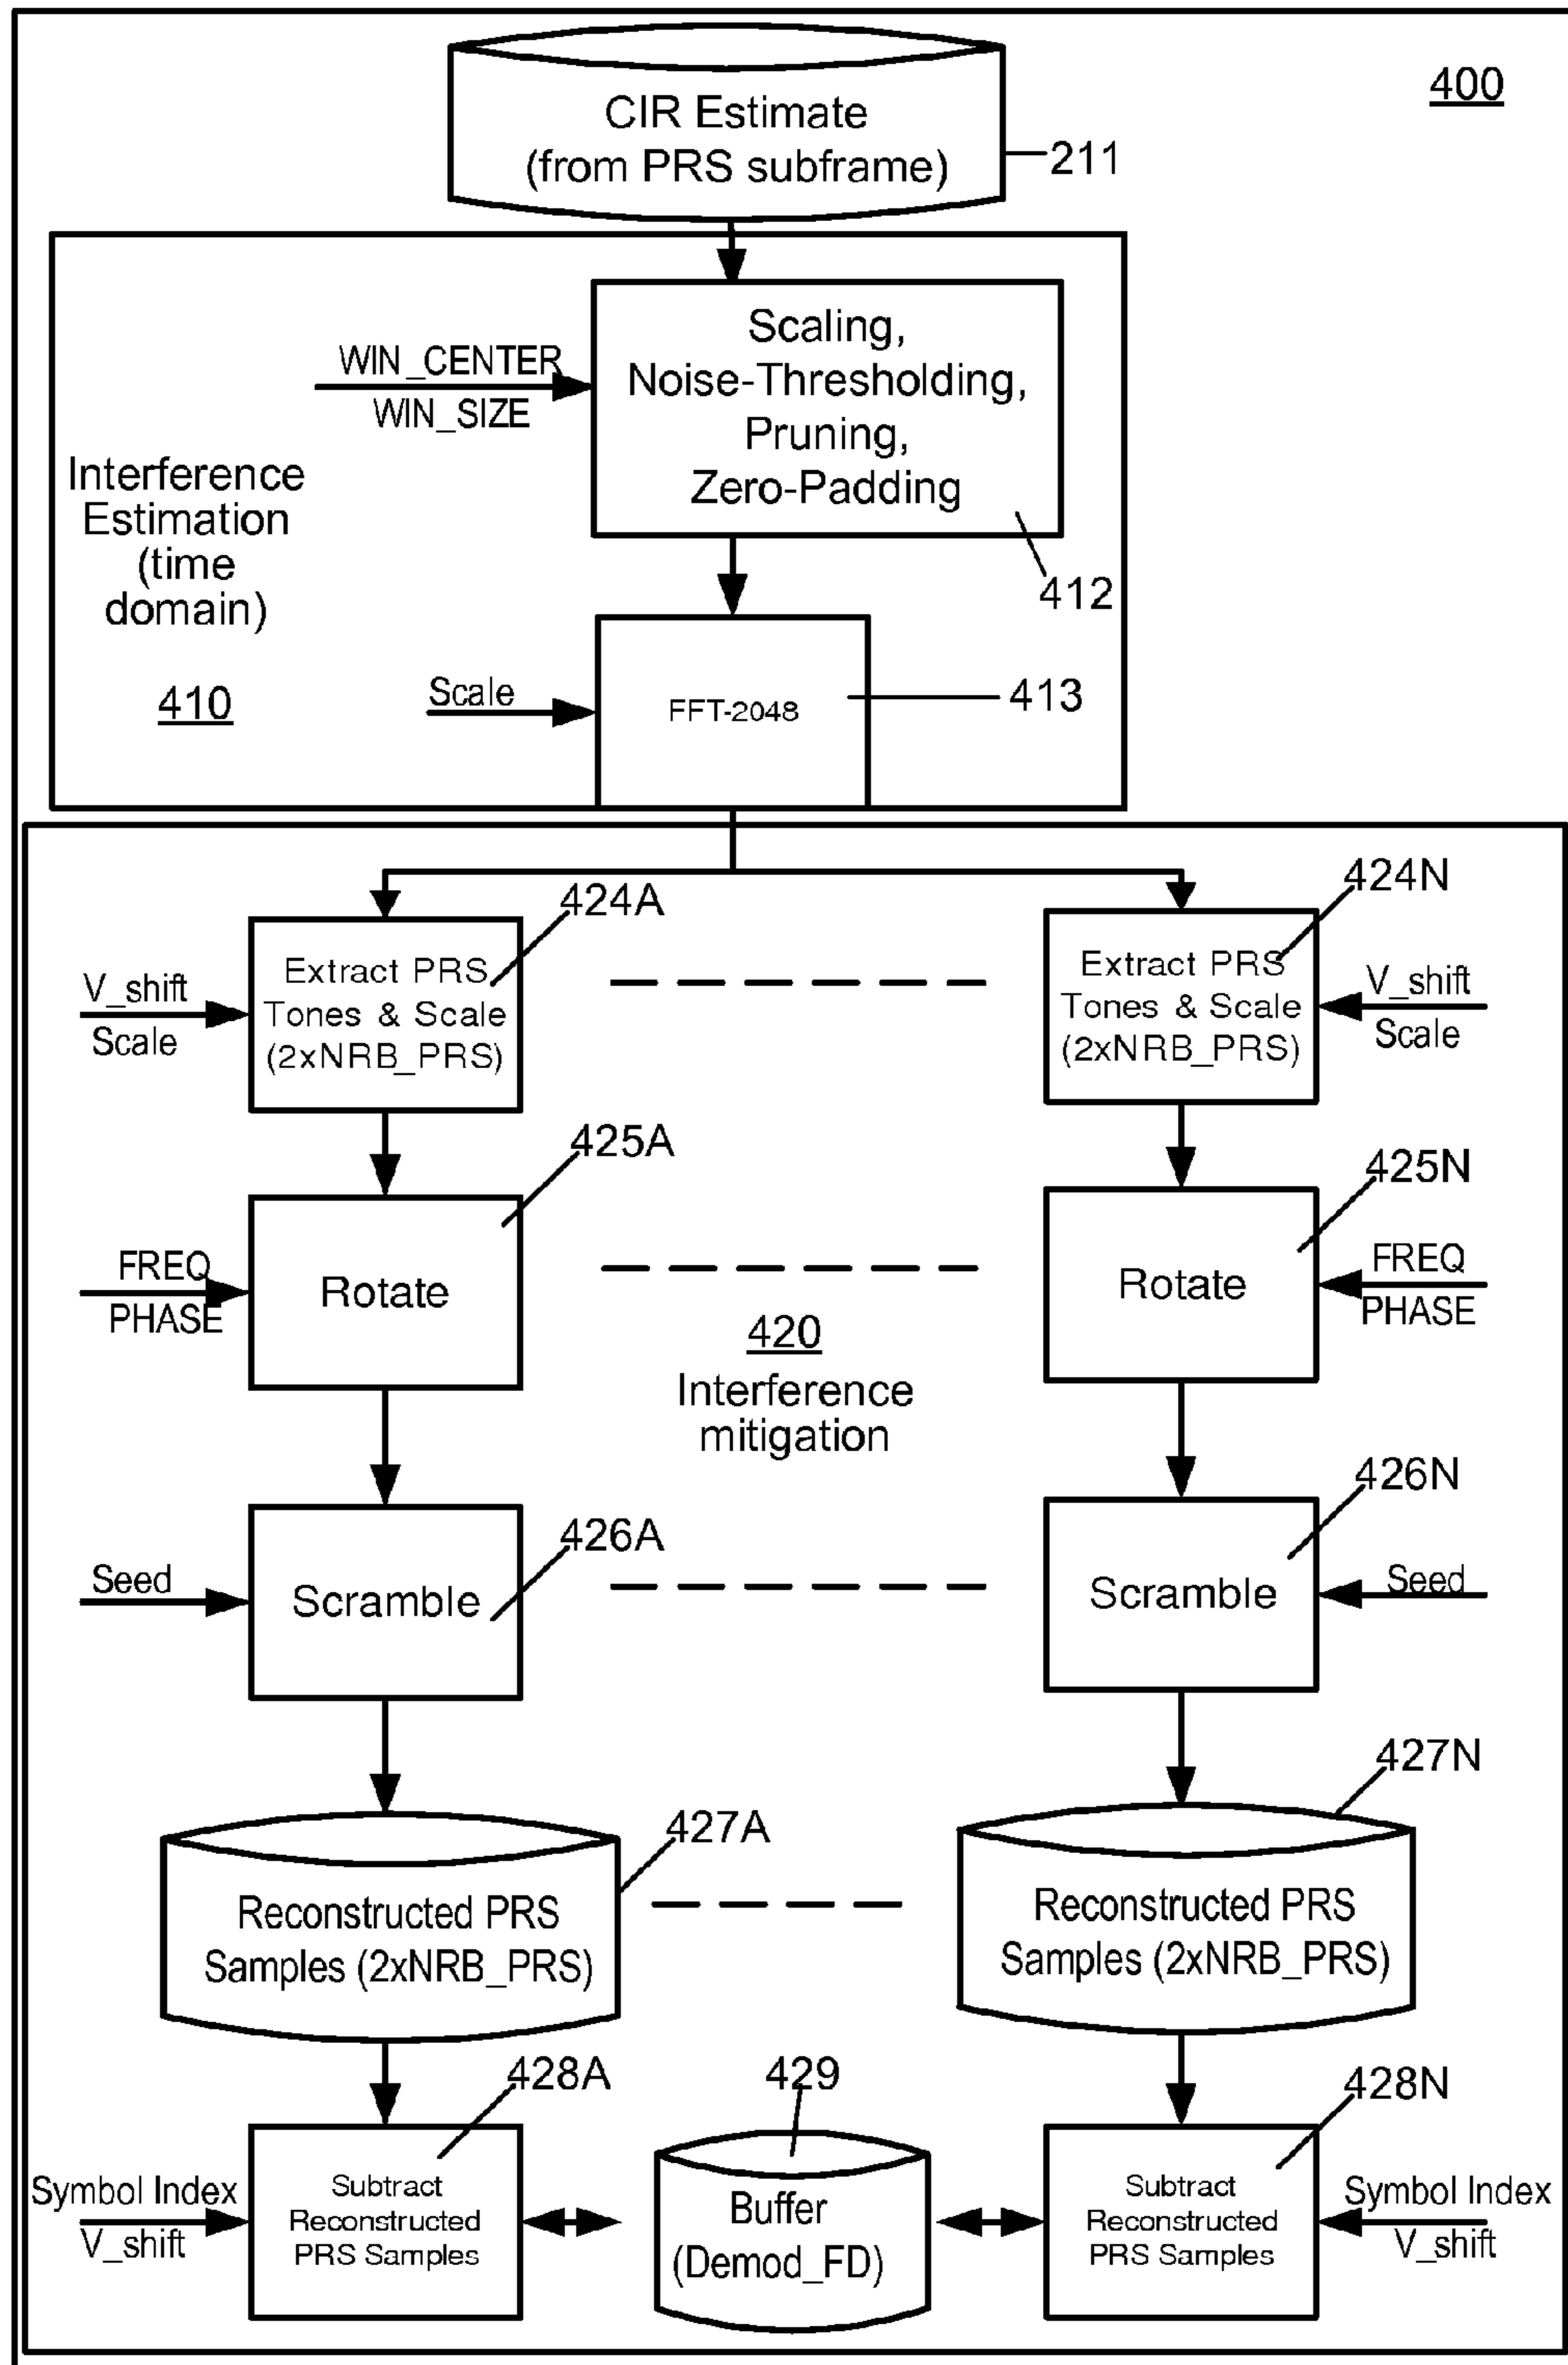 400
CIR Estimate
(from PRS subframe)
211
Scaling,
Noise-Thresholding,
Pruning,
Zero-Padding
WIN_CENTER
WIN_SIZE
412
Interference
Estimation
(time
domain)
410
Scale
FFT-2048
413
424A
424N
V_shift
Scale
Extract PRS
Tones & Scale
(2xNRB_PRS)
Extract PRS
Tones & Scale
(2xNRB_PRS)
V_shift
Scale
425A
425N
FREQ
PHASE
Rotate
Rotate
FREQ
PHASE
420
Interference
mitigation
426A
426N
Seed
Scramble
Scramble
Seed
427A
427N
Reconstructed PRS
Samples (2xNRB_PRS)
Reconstructed PRS
Samples (2xNRB_PRS)
428A
429
428N
Symbol Index
V_shift
Subtract
Reconstructed
PRS Samples
Buffer
(Demod_FD)
Subtract
Reconstructed
PRS Samples
Symbol Index
V_shift